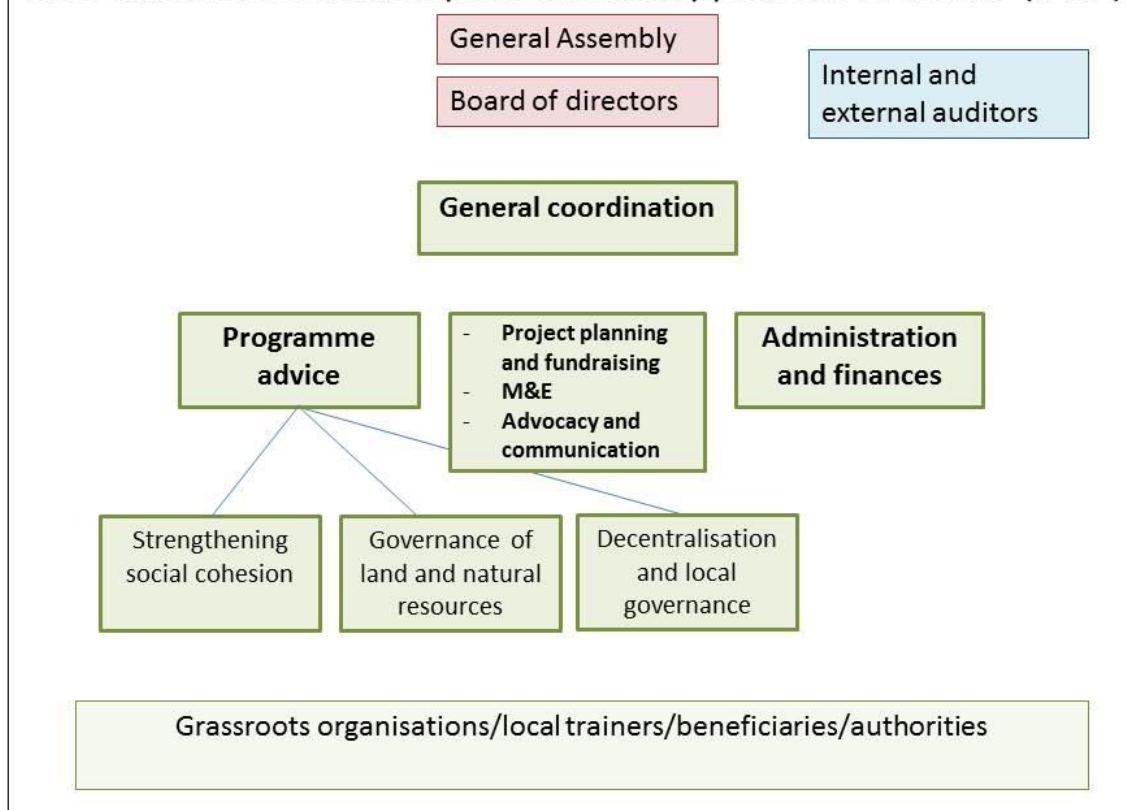 General Assembly
Board of directors
Internal and
external auditors
General coordination
Programme
advice
- Project planning
and fundraising
- M&E
- Advocacy and
communication
Administration
and finances
Strengthening
social cohesion
Governance of
land and natural
resources
Decentralisation
and local
governance
Grassroots organisations/local trainers/beneficiaries/authorities